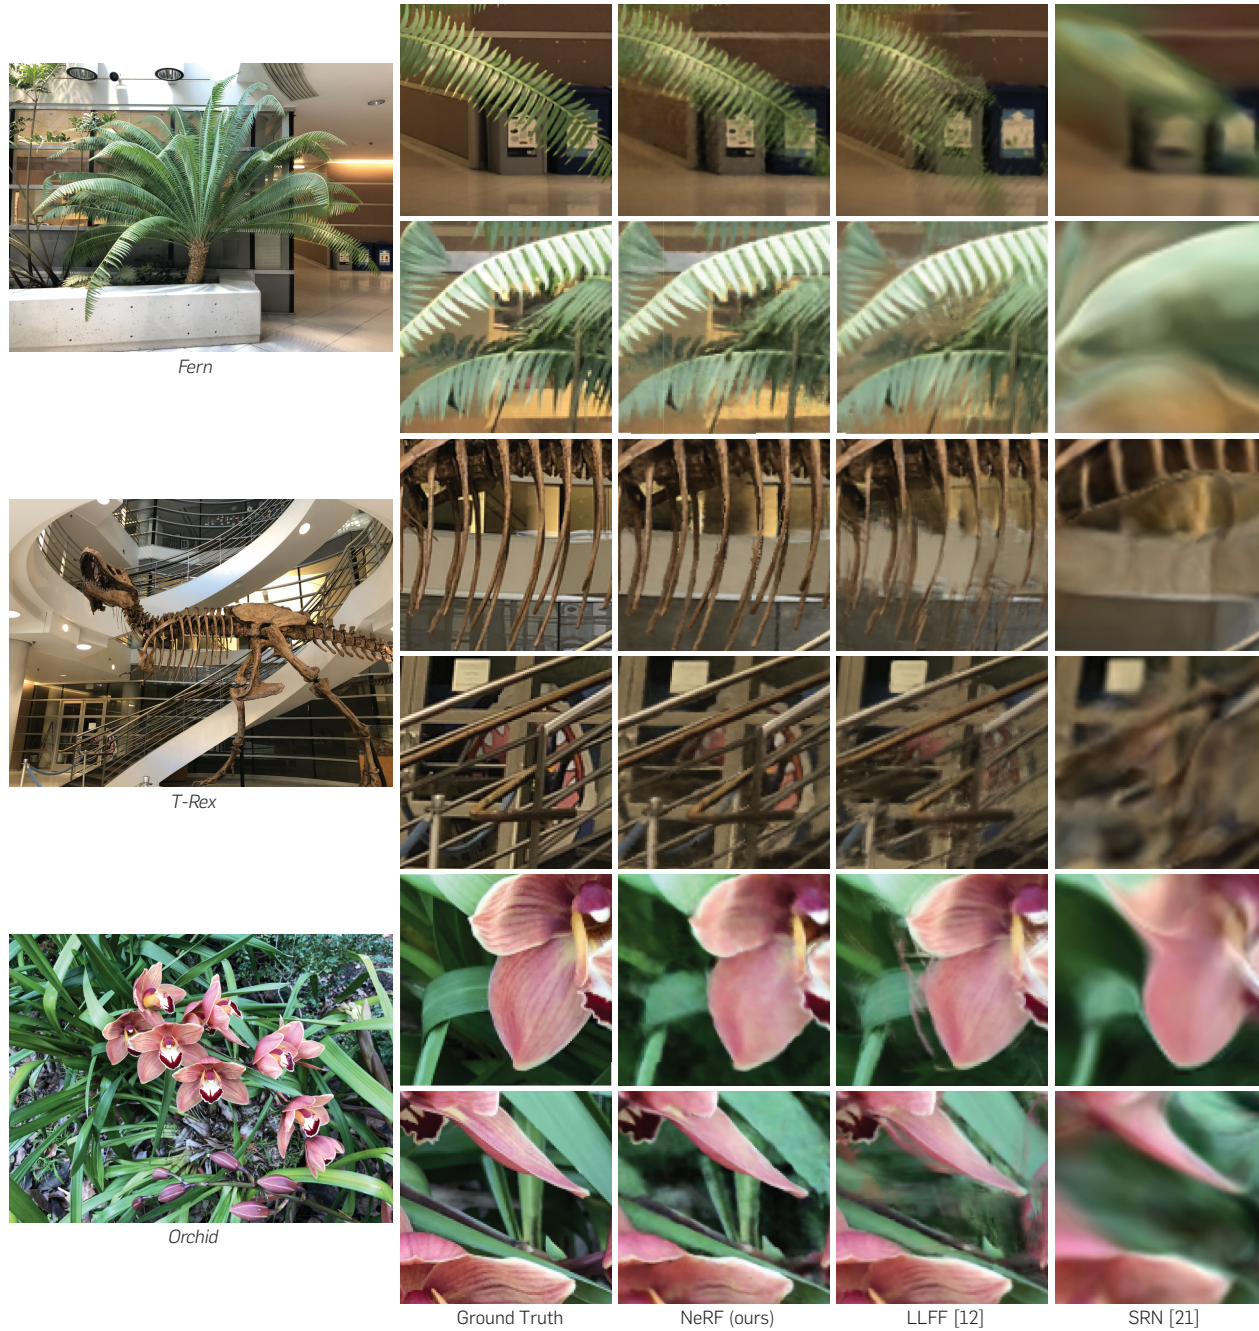 Fern
T-Rex
Orchid
Ground Truth
NeRF (ours)
LLFF [12]
SRN [21]